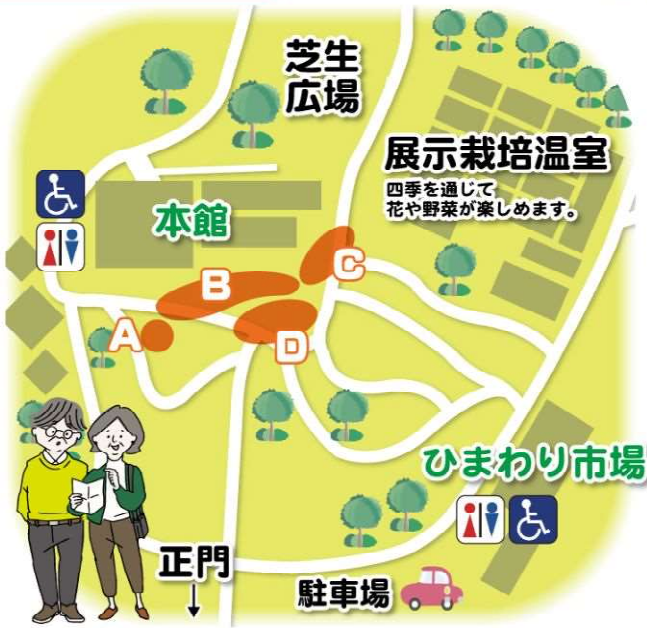 芝生
広場
展示栽培温室
四季を通じて
花や野菜が楽しめます。
本館
C
B
A
D
ひまわり市場
正門
↓
駐車場